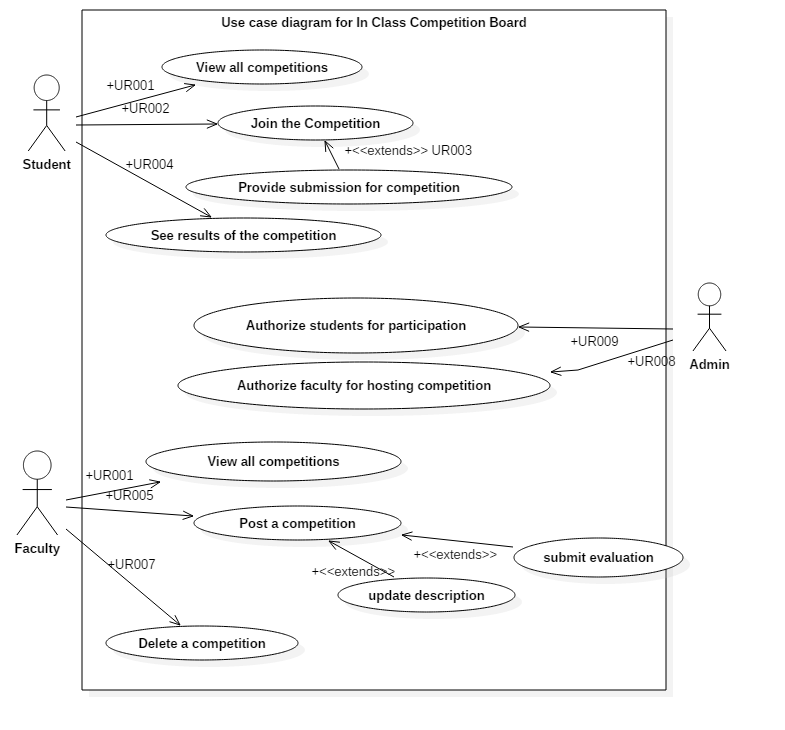 Use case diagram for In Class Competition Board
View all competitions
+UR001
+UR002
Join the Competition
+<<extends>> UR003
Student
+UR004
Provide submission for competition
See results of the competition
Authorize students for participation
+UR009
+UR008
Admin
Authorize faculty for hosting competition
View all competitions
+UR001
+UR005
Post a competition
Faculty
+<<extends>>
submit evaluation
+UR007
+<<extends>>
update description
Delete a competition